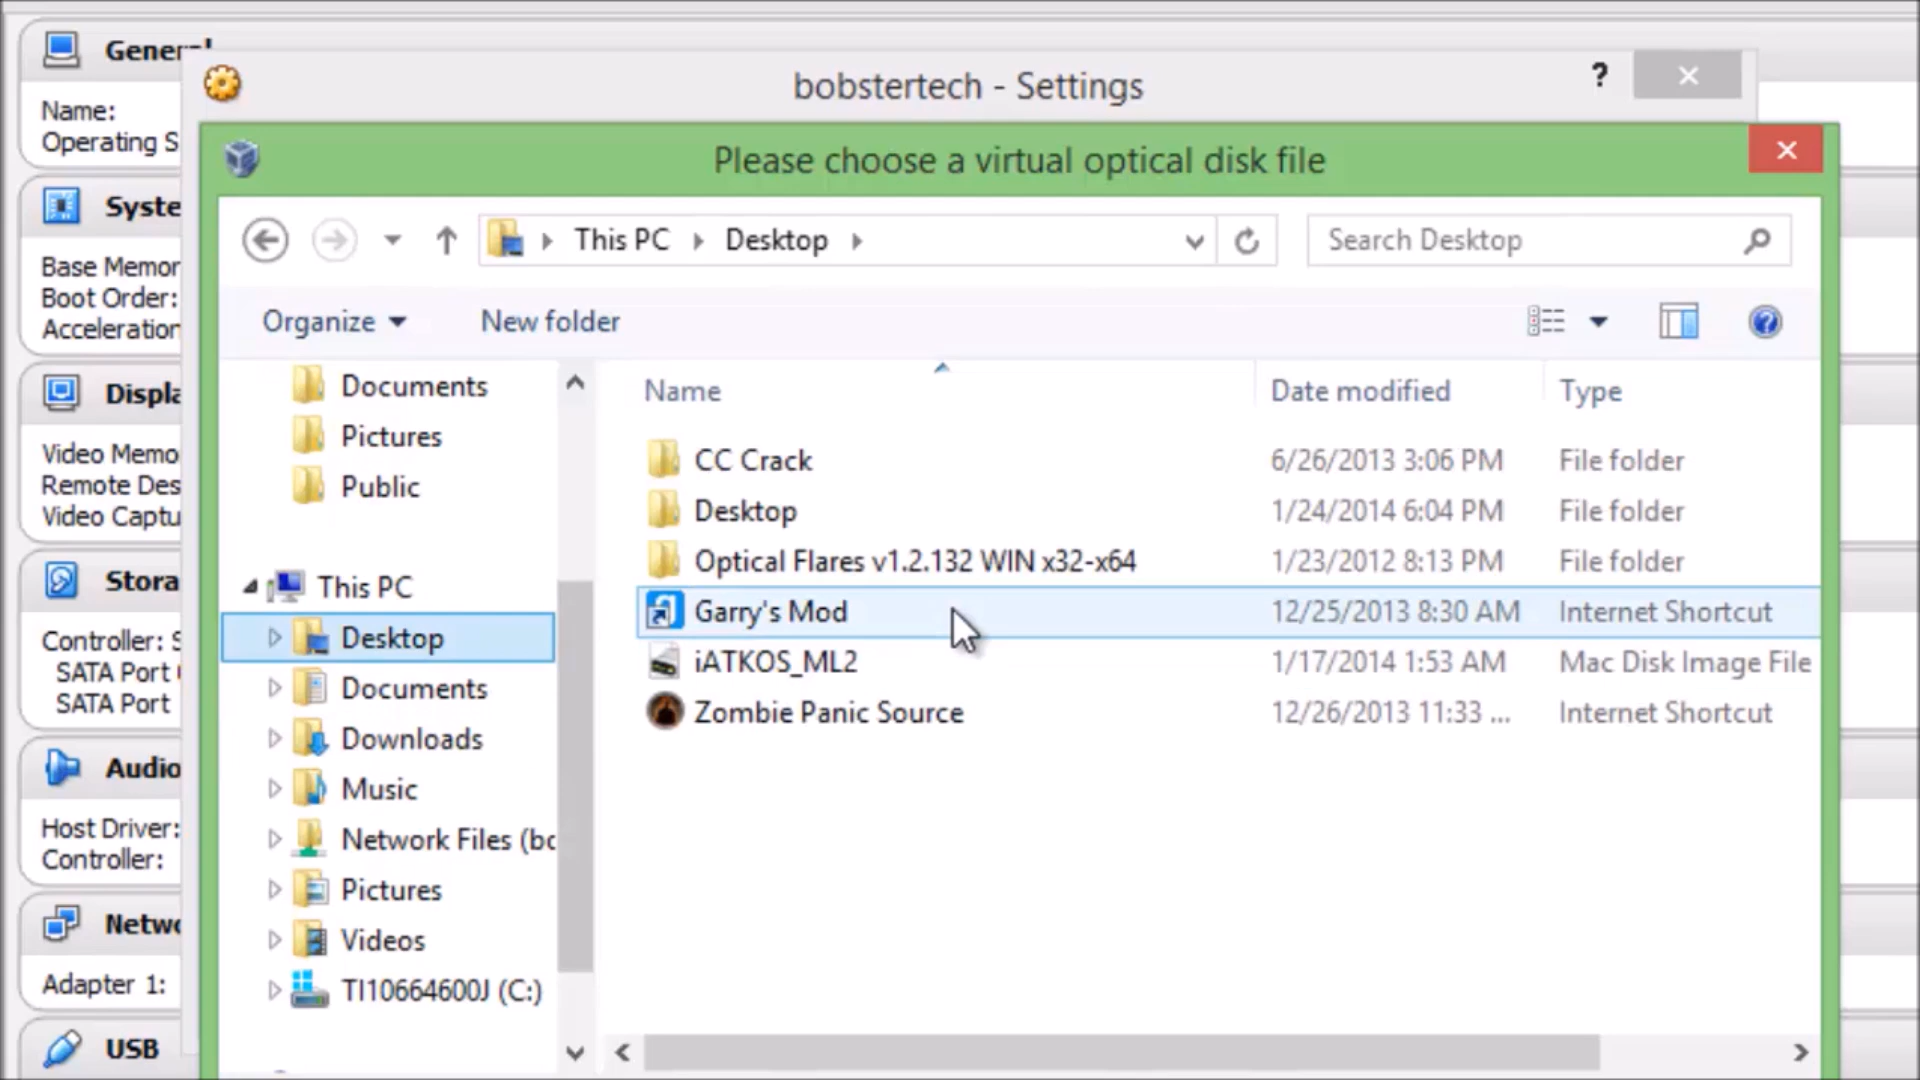 General
bobstertech - Settings
?
Name:
Operating S
Please choose a virtual optical disk file
Syste
This PC
Desktop
Search Desktop
Base Memor
Boot Order:
Acceleration
Organize
New folder
Displa
Documents
Pictures
Public
Name
Date modified
Type
Video Memo
Remote Des
Video Captu
CC Crack 6/26/2013 3:06 PM File folder
Desktop 1/24/2014 6:04 PM File folder
Optical Flares v1.2.132 WIN x32-x64 1/23/2012 8:13 PM File folder
Garry's Mod 12/25/2013 8:30 AM Internet Shortcut
iATKOS_ML2 1/17/2014 1:53 AM Mac Disk Image File
Zombie Panic Source 12/26/2013 11:33 ... Internet Shortcut
Stora
Controller: S
SATA Port
SATA Port
This PC
Desktop
Documents
Downloads
Music
Network Files (bo
Pictures
Videos
TI10664600J (C:)
Audio
Host Driver:
Controller:
Netwo
Adapter 1:
USB